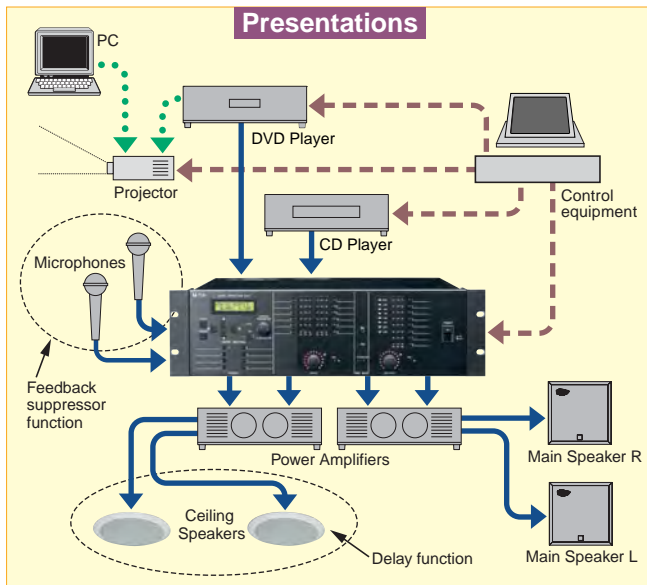 Presentations
PC
DVD Player
Projector
Control
equipment
CD Player
Microphones
Feedback
suppressor
function
Power Amplifiers
Main Speaker R
Ceiling
Speakers
Delay function
Main Speaker L